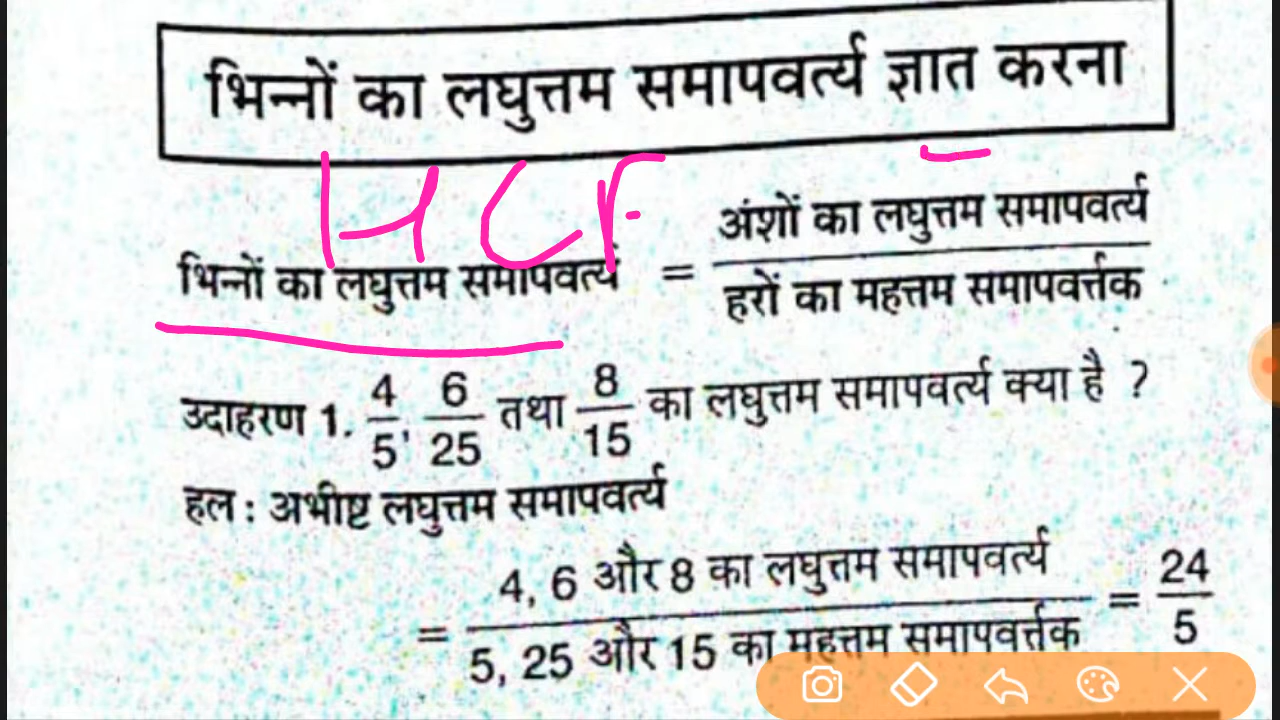 भिन्नों का लघुत्तम समापवर्त्य ज्ञात करना
HCF
भिन्नों का लघुत्तम समापवर्त्य = अंशों का लघुत्तम समापवर्त्य / हरों का महत्तम समापवर्त्तक
उदाहरण 1. 4/5, 6/25 तथा 8/15 का लघुत्तम समापवर्त्य क्या है ?
हल : अभीष्ट लघुत्तम समापवर्त्य
= 4, 6 और 8 का लघुत्तम समापवर्त्य / 5, 25 और 15 का महत्तम समापवर्त्तक = 24/5